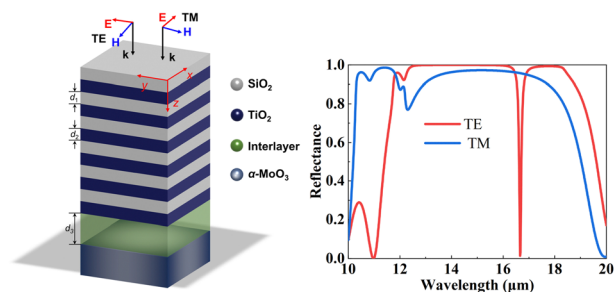 E
TE
H
k
E
TM
H
k
x
y
z
d1
d2
d3
SiO2
TiO2
Interlayer
α-MoO3
Reflectance
1.0
0.8
0.6
0.4
0.2
0.0
TE
TM
10 12 14 16 18 20
Wavelength (μm)